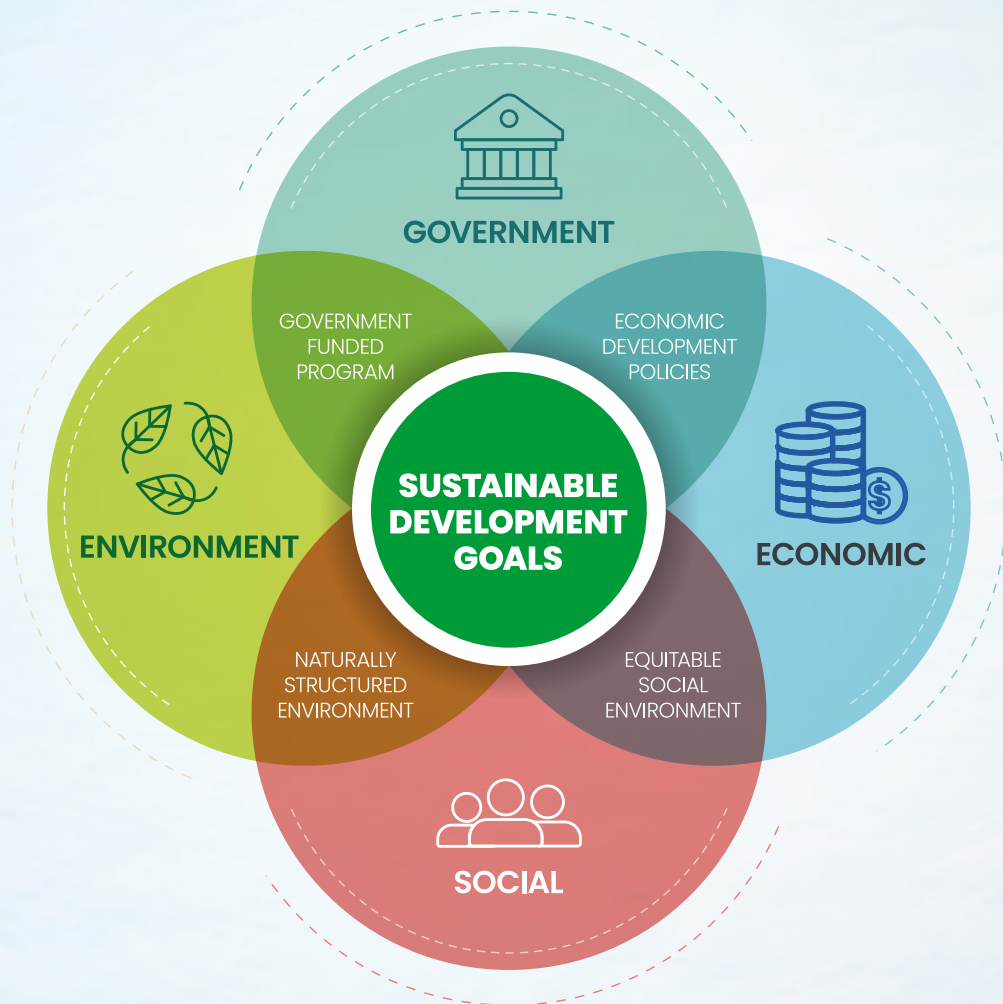 GOVERNMENT
GOVERNMENT
FUNDED
PROGRAM
ECONOMIC
DEVELOPMENT
POLICIES
ENVIRONMENT
SUSTAINABLE
DEVELOPMENT
GOALS
$
ECONOMIC
NATURALLY
STRUCTURED
ENVIRONMENT
EQUITABLE
SOCIAL
ENVIRONMENT
SOCIAL